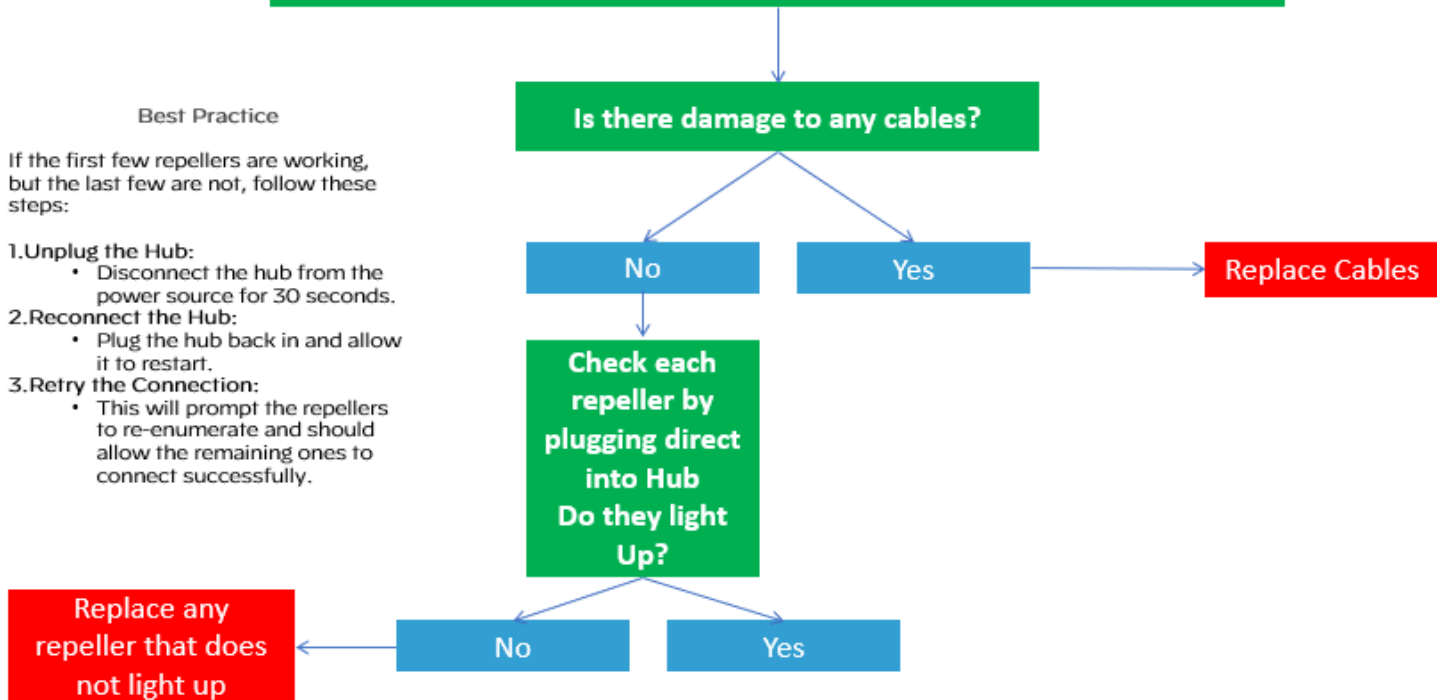 Is there damage to any cables?
Best Practice
If the first few repellers are working,
but the last few are not, follow these
steps:
1.Unplug the Hub:
• Disconnect the hub from the
power source for 30 seconds.
2.Reconnect the Hub:
• Plug the hub back in and allow
it to restart.
3.Retry the Connection:
• This will prompt the repellers
to re-enumerate and should
allow the remaining ones to
connect successfully.
No
Yes
Replace Cables
Check each
repeller by
plugging direct
into Hub
Do they light
Up?
Replace any
repeller that does
not light up
No
Yes